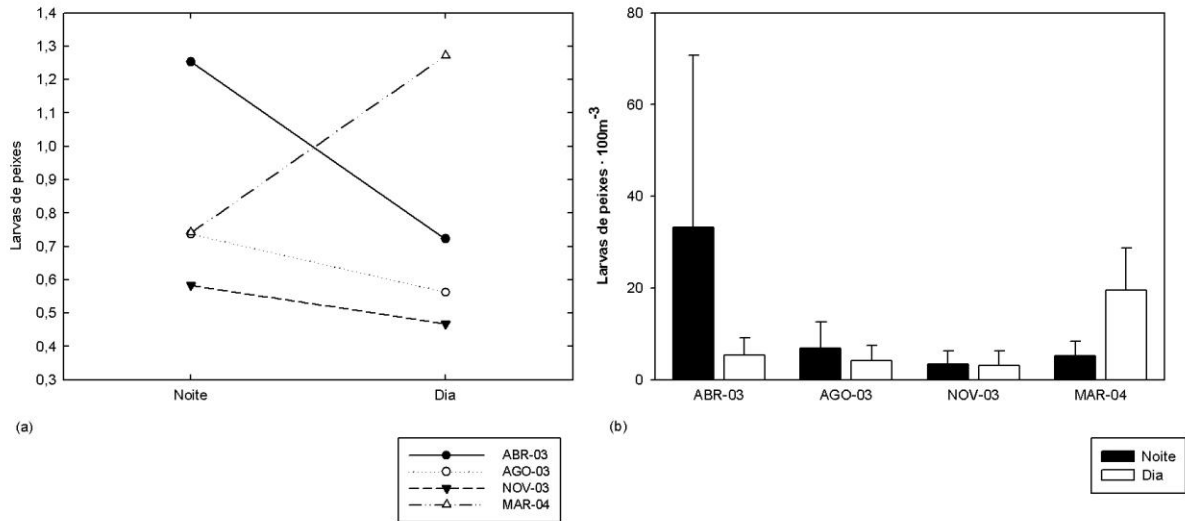 Larvas de peixes
1,4
1,3
1,2
1,1
1,0
0,9
0,8
0,7
0,6
0,5
0,4
0,3
Noite
Dia
(a)
ABR-03
AGO-03
NOV-03
MAR-04
Larvas de peixes · 100m⁻³
80
60
40
20
0
ABR-03
AGO-03
NOV-03
MAR-04
(b)
Noite
Dia